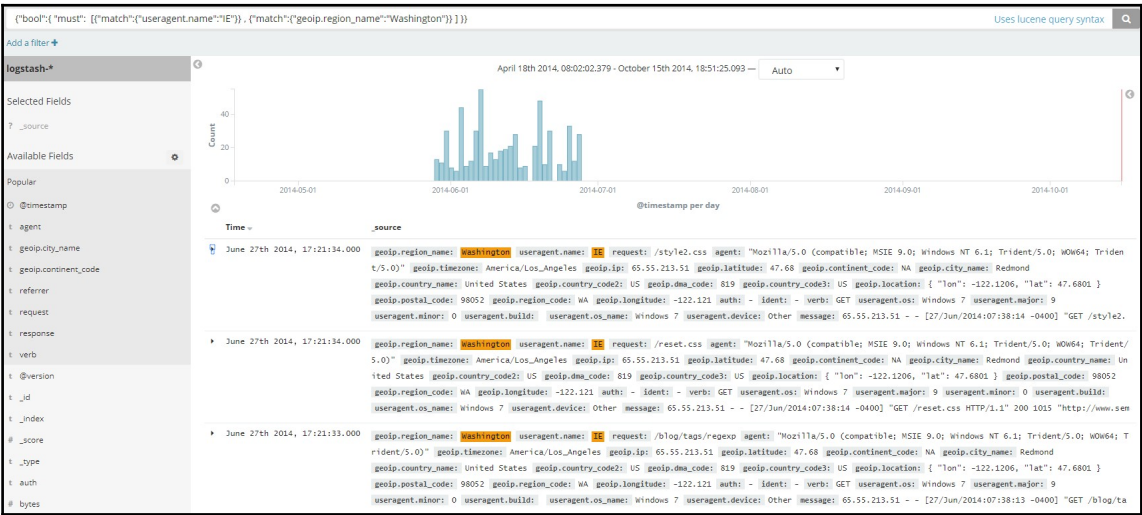 {"bool":{ "must":  [{"match":{"useragent.name":"IE"}} , {"match":{"geoip.region_name":"Washington"}} ] }}
Uses lucene query syntax
Add a filter +
logstash-*
Selected Fields
? _source
Available Fields
Popular
@timestamp
t agent
t geoip.city_name
t geoip.continent_code
t referrer
t request
t response
t verb
t @version
t _id
t _index
# _score
t _type
t auth
# bytes
April 18th 2014, 08:02:02.379 - October 15th 2014, 18:51:25.093 — Auto
Count
40
20
0
2014-05-01 2014-06-01 2014-07-01 2014-08-01 2014-09-01 2014-10-01
@timestamp per day
Time _source
June 27th 2014, 17:21:34.000 geoip.region_name: Washington useragent.name: IE request: /style2.css agent: "Mozilla/5.0 (compatible; MSIE 9.0; Windows NT 6.1; Trident/5.0; WOW64; Triden
t/5.0)" geoip.timezone: America/Los_Angeles geoip.ip: 65.55.213.51 geoip.latitude: 47.68 geoip.continent_code: NA geoip.city_name: Redmond
geoip.country_name: United States geoip.country_code2: US geoip.dma_code: 819 geoip.country_code3: US geoip.location: { "lon": -122.1206, "lat": 47.6801 }
geoip.postal_code: 98052 geoip.region_code: WA geoip.longitude: -122.121 auth: - ident: - verb: GET useragent.os: Windows 7 useragent.major: 9
useragent.minor: 0 useragent.build: useragent.os_name: Windows 7 useragent.device: Other message: 65.55.213.51 - - [27/Jun/2014:07:38:14 -0400] "GET /style2.
June 27th 2014, 17:21:34.000 geoip.region_name: Washington useragent.name: IE request: /reset.css agent: "Mozilla/5.0 (compatible; MSIE 9.0; Windows NT 6.1; Trident/5.0; WOW64; Trident/
5.0)" geoip.timezone: America/Los_Angeles geoip.ip: 65.55.213.51 geoip.latitude: 47.68 geoip.continent_code: NA geoip.city_name: Redmond geoip.country_name: Un
ited States geoip.country_code2: US geoip.dma_code: 819 geoip.country_code3: US geoip.location: { "lon": -122.1206, "lat": 47.6801 } geoip.postal_code: 98052
geoip.region_code: WA geoip.longitude: -122.121 auth: - ident: - verb: GET useragent.os: Windows 7 useragent.major: 9 useragent.minor: 0 useragent.build:
useragent.os_name: Windows 7 useragent.device: Other message: 65.55.213.51 - - [27/Jun/2014:07:38:14 -0400] "GET /reset.css HTTP/1.1" 200 1015 "http://www.sem
June 27th 2014, 17:21:33.000 geoip.region_name: Washington useragent.name: IE request: /blog/tags/regexp agent: "Mozilla/5.0 (compatible; MSIE 9.0; Windows NT 6.1; Trident/5.0; WOW64; T
rident/5.0)" geoip.timezone: America/Los_Angeles geoip.ip: 65.55.213.51 geoip.latitude: 47.68 geoip.continent_code: NA geoip.city_name: Redmond
geoip.country_name: United States geoip.country_code2: US geoip.dma_code: 819 geoip.country_code3: US geoip.location: { "lon": -122.1206, "lat": 47.6801 }
geoip.postal_code: 98052 geoip.region_code: WA geoip.longitude: -122.121 auth: - ident: - verb: GET useragent.os: Windows 7 useragent.major: 9
useragent.minor: 0 useragent.build: useragent.os_name: Windows 7 useragent.device: Other message: 65.55.213.51 - - [27/Jun/2014:07:38:13 -0400] "GET /blog/ta